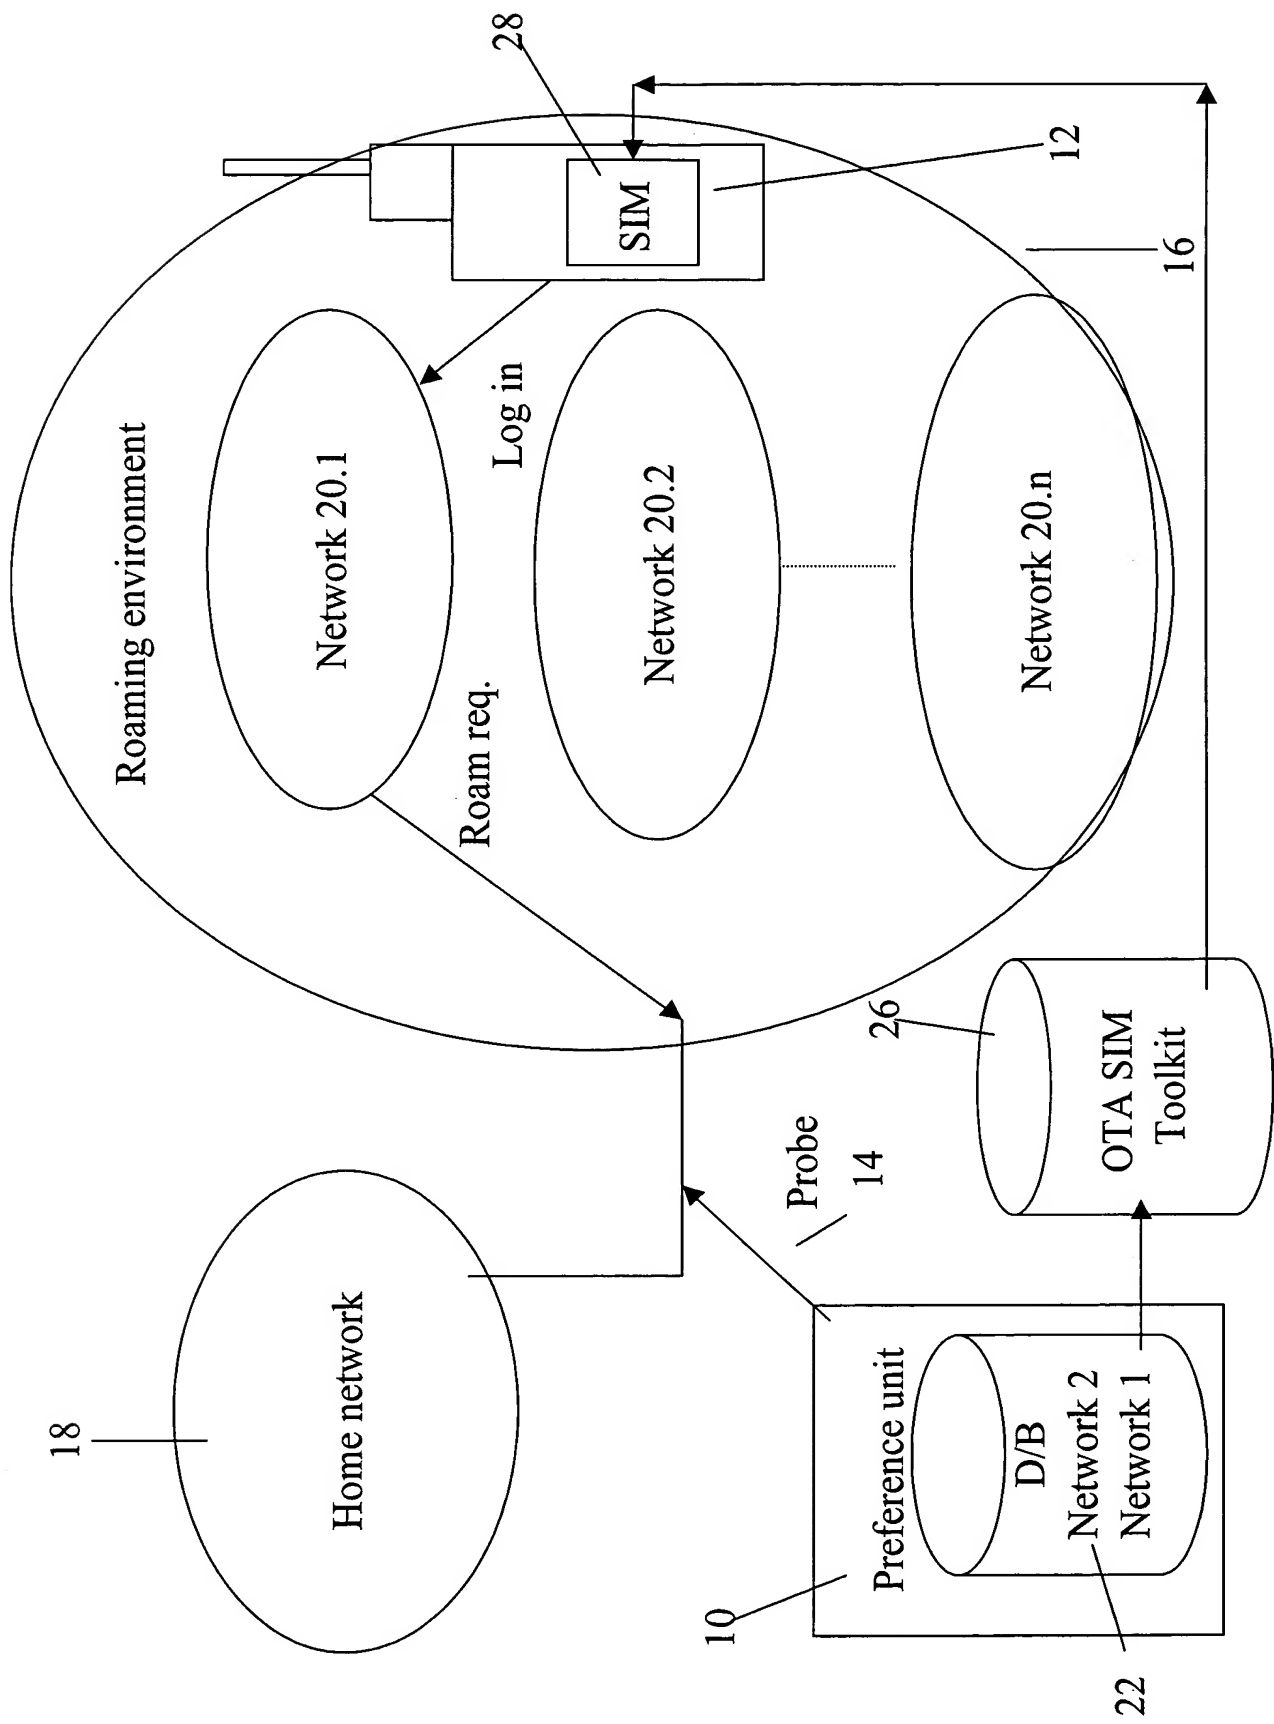 18
Home network
Roaming environment
Network 20.1
Roam req.
Log in
28
Network 20.2
SIM
12
10
Preference unit
Probe
14
26
16
Network 20.n
D/B
Network 2
Network 1
22
OTA SIM
Toolkit